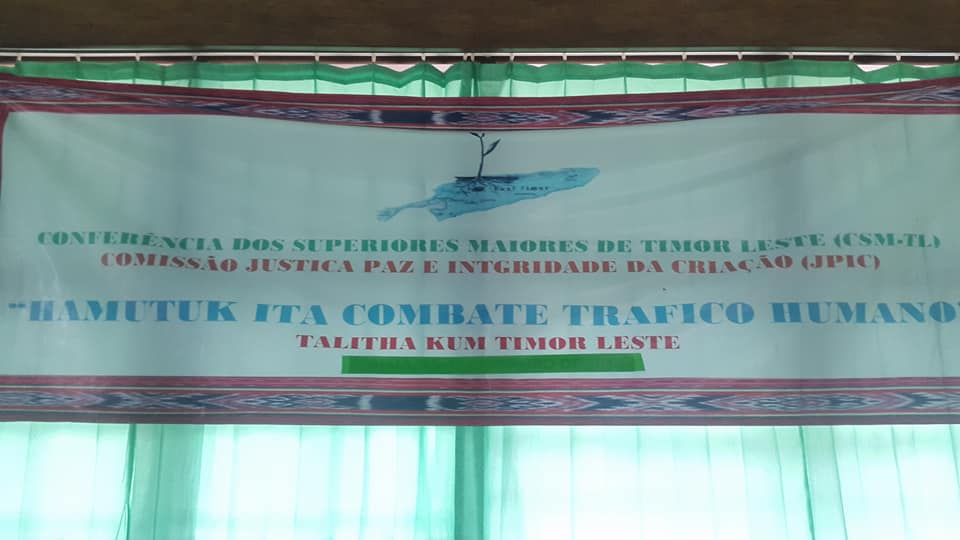 CONFERÊNCIA DOS SUPERIORES MAIORES DE TIMOR LESTE (CSM-TL)
COMISSÃO JUSTICA PAZ E INTGRIDADE DA CRIAÇÃO (JPIC)
"HAMUTUK ITA COMBATE TRAFICO HUMANO"
TALITHA KUM TIMOR LESTE